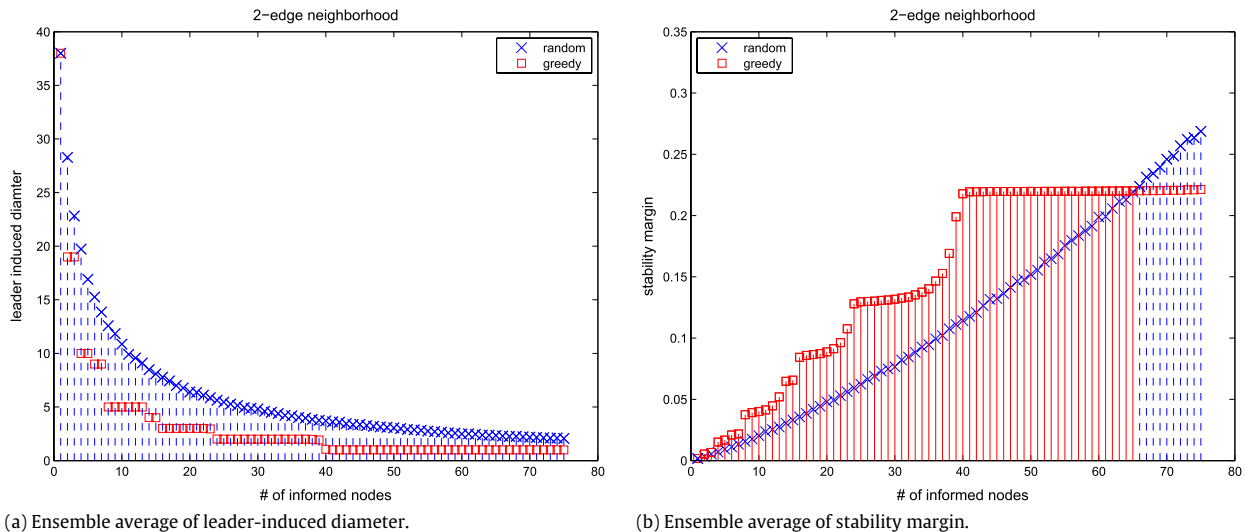 2-edge neighborhood
40
35
30
25
20
15
10
5
0
leader induced diamter
random
greedy
0 10 20 30 40 50 60 70 80
# of informed nodes
(a) Ensemble average of leader-induced diameter.
2-edge neighborhood
0.35
0.3
0.25
0.2
0.15
0.1
0.05
0
stability margin
random
greedy
0 10 20 30 40 50 60 70 80
# of informed nodes
(b) Ensemble average of stability margin.